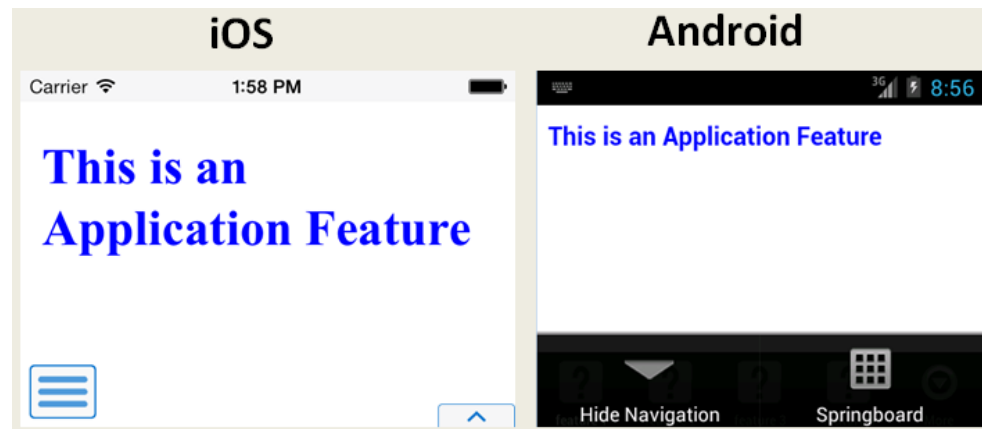 iOS
Android
Carrier
1:58 PM
This is an
Application Feature
3G
8:56
This is an Application Feature
Hide Navigation
Springboard